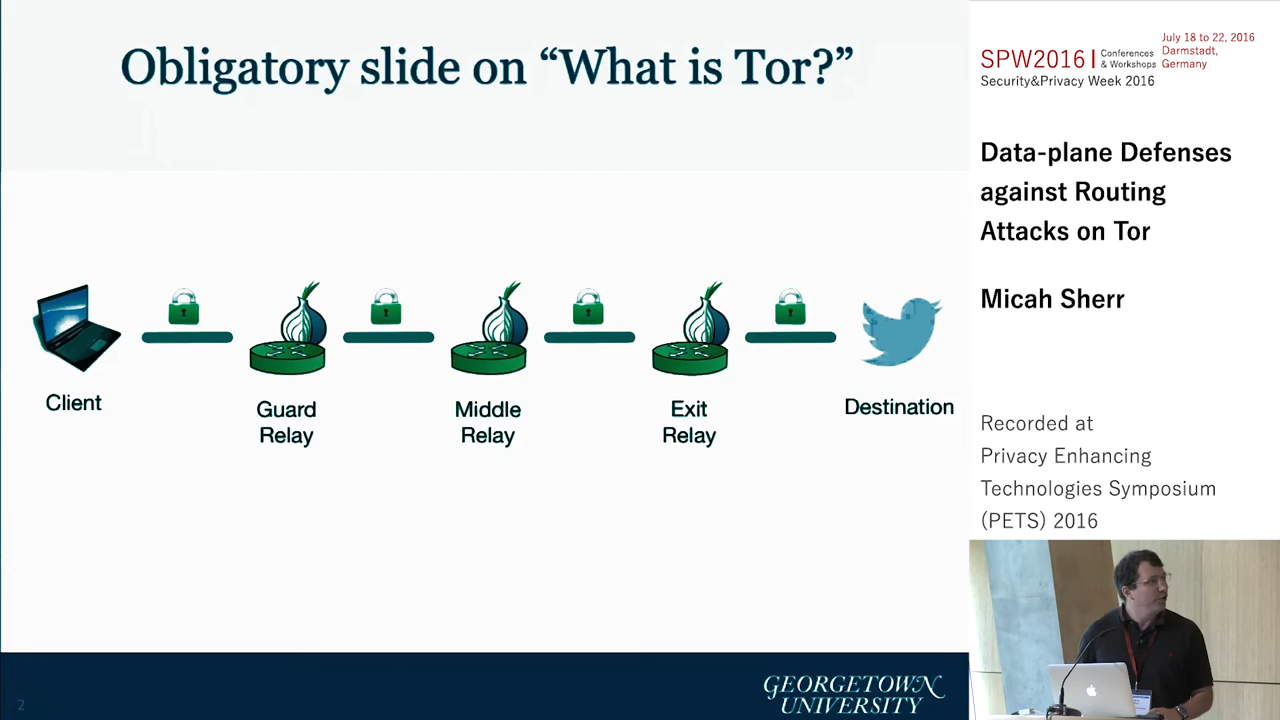 Obligatory slide on “What is Tor?”
Client
Guard
Relay
Middle
Relay
Exit
Relay
Destination
2
GEORGETOWN
UNIVERSITY
SPW2016 | Conferences & Workshops
July 18 to 22, 2016
Darmstadt,
Germany
Security&Privacy Week 2016
Data-plane Defenses
against Routing
Attacks on Tor
Micah Sherr
Recorded at
Privacy Enhancing
Technologies Symposium
(PETS) 2016